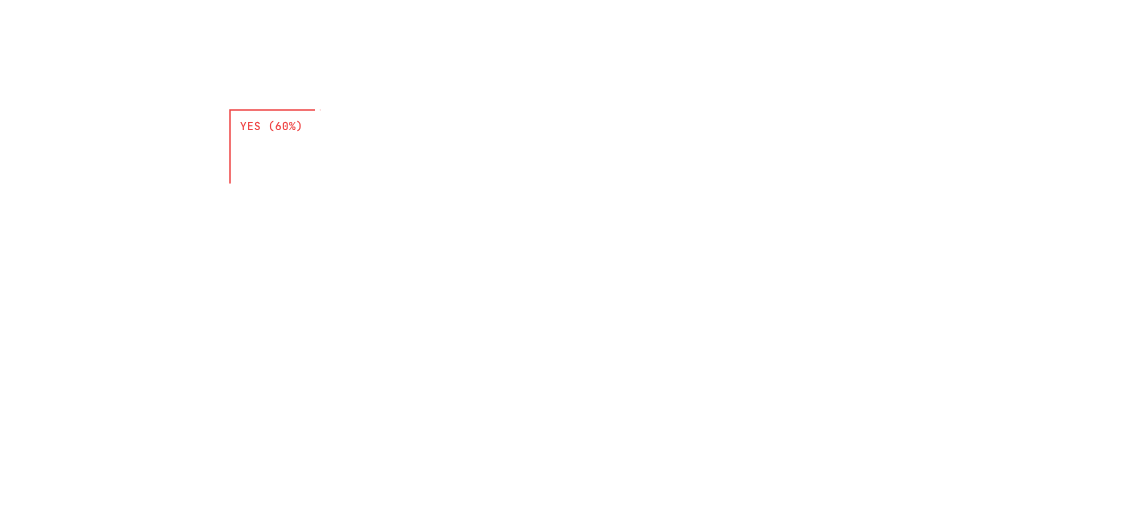 YES (60%)